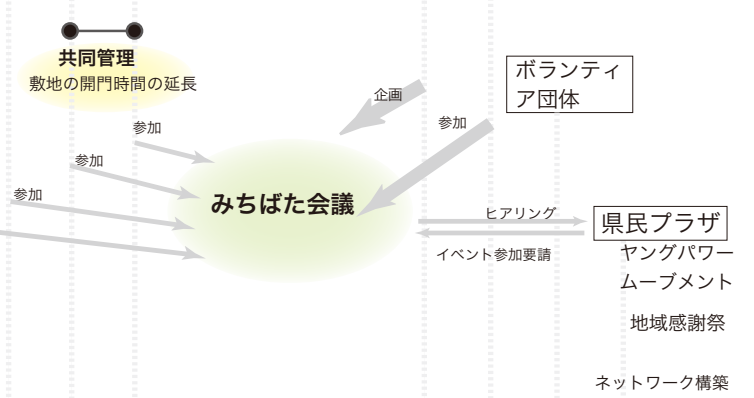 共同管理
敷地の開門時間の延長
ボランティ
ア団体
企画
参加
参加
参加
参加
みちばた会議
ヒアリング
イベント参加要請
県民プラザ
ヤングパワー
ムーブメント
地域感謝祭
ネットワーク構築